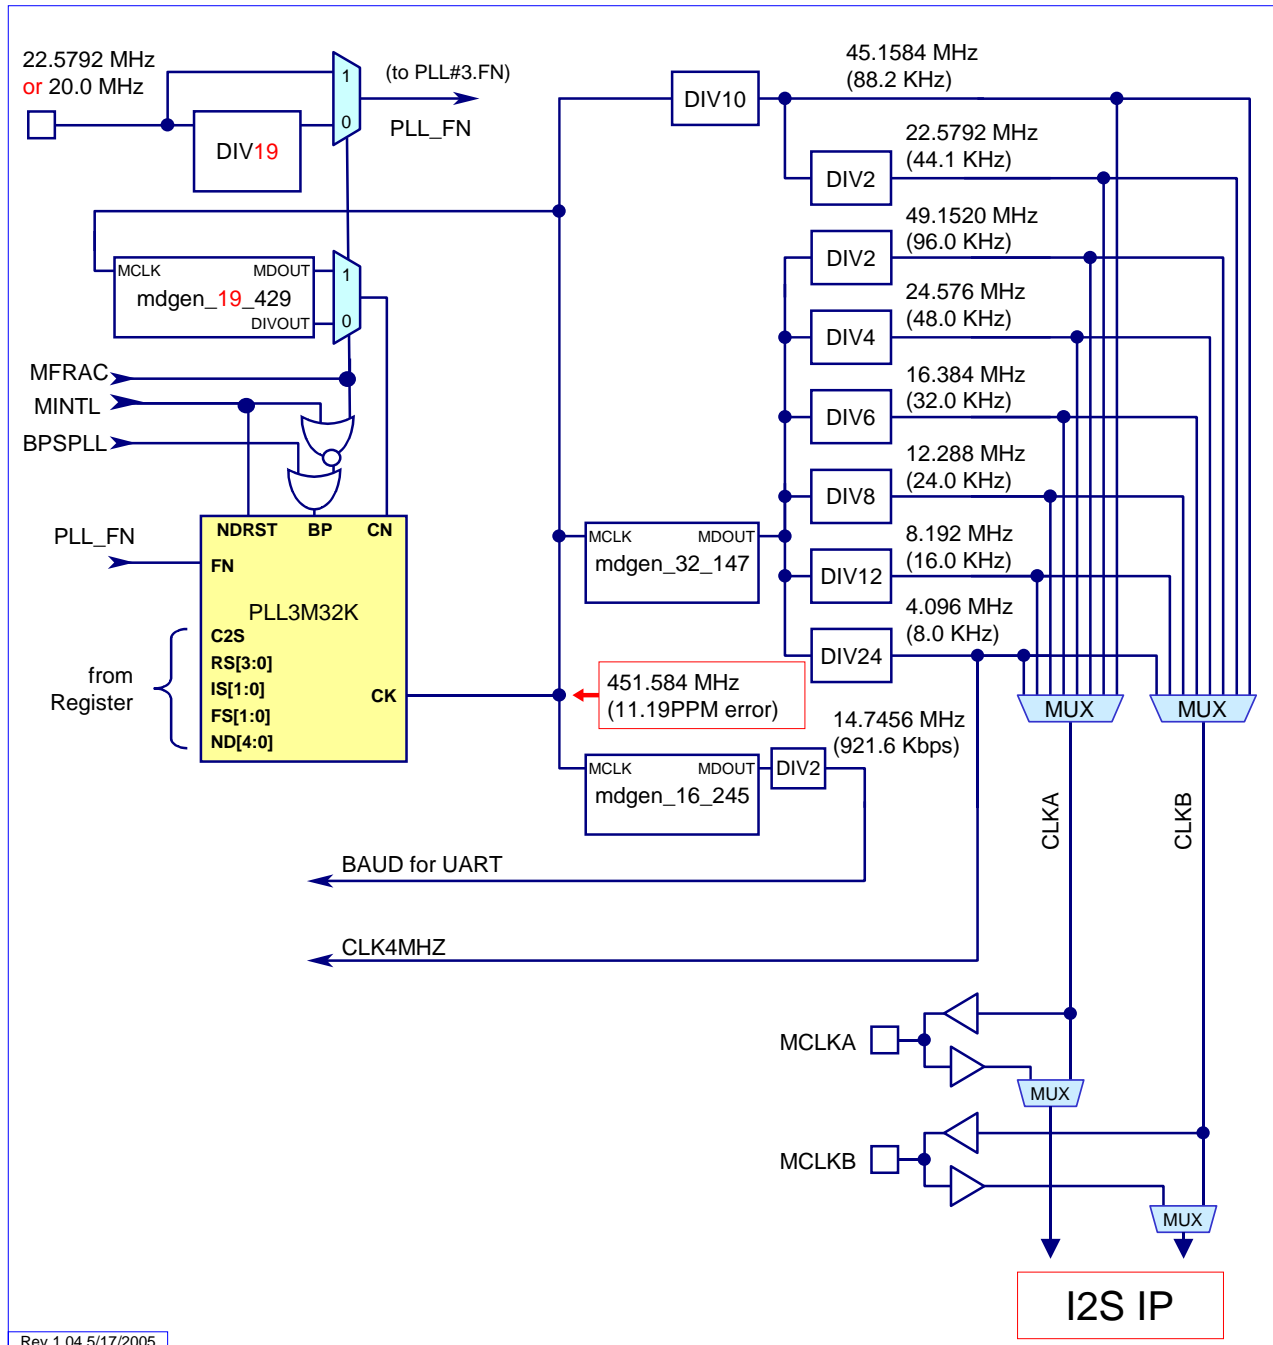 22.5792 MHz
or 20.0 MHz
1
0
DIV19
(to PLL#3.FN)
PLL_FN
DIV10
45.1584 MHz
(88.2 KHz)
DIV2
22.5792 MHz
(44.1 KHz)
DIV2
49.1520 MHz
(96.0 KHz)
DIV4
24.576 MHz
(48.0 KHz)
DIV6
16.384 MHz
(32.0 KHz)
DIV8
12.288 MHz
(24.0 KHz)
DIV12
8.192 MHz
(16.0 KHz)
DIV24
4.096 MHz
(8.0 KHz)
MCLK MDOUT
mdgen_19_429
DIVOUT
1
0
MFRAC
MINTL
BPSPLL
PLL_FN
NDRST BP CN
FN
PLL3M32K
C2S
RS[3:0]
IS[1:0]
FS[1:0]
ND[4:0]
CK
from
Register
MCLK MDOUT
mdgen_32_147
451.584 MHz
(11.19PPM error)
MCLK MDOUT
mdgen_16_245
DIV2
14.7456 MHz
(921.6 Kbps)
MUX
MUX
CLKA
CLKB
BAUD for UART
CLK4MHZ
MCLKA
MUX
MCLKB
MUX
I2S IP
Rev 1.04 5/17/2005